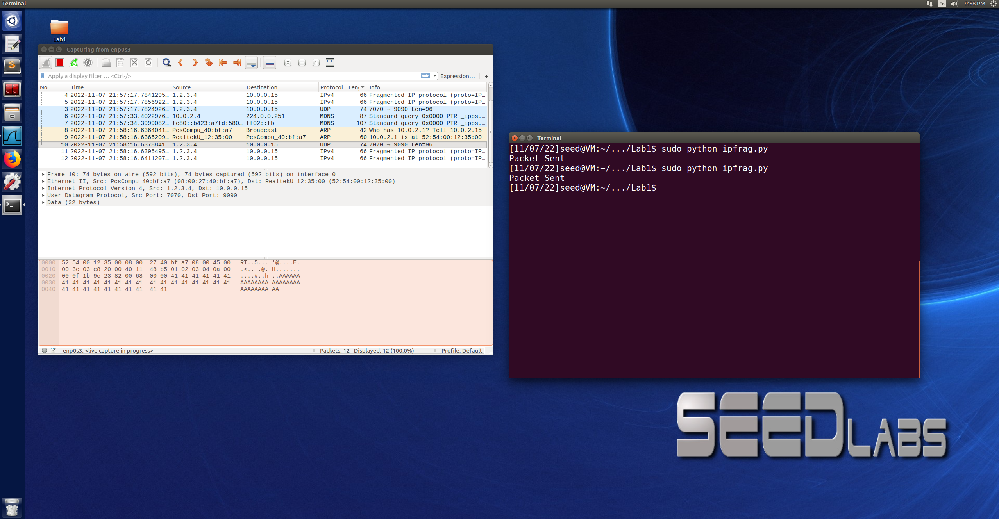 Terminal
En
9:58 PM
Lab1
Capturing from enp0s3
Apply a display filter … <Ctrl-/>
Expression…
+
No. Time Source Destination Protocol Len Info
4 2022-11-07 21:57:17.7841295… 1.2.3.4 10.0.0.15 IPv4 66 Fragmented IP protocol (proto=IP…
5 2022-11-07 21:57:17.7856922… 1.2.3.4 10.0.0.15 IPv4 66 Fragmented IP protocol (proto=IP…
3 2022-11-07 21:57:17.7824926… 1.2.3.4 10.0.0.15 UDP 74 7070 → 9090 Len=96
6 2022-11-07 21:57:33.4022976… 10.0.2.4 224.0.0.251 MDNS 87 Standard query 0x0000 PTR _ipps.…
7 2022-11-07 21:57:34.3999082… fe80::b423:a7fd:580… ff02::fb MDNS 107 Standard query 0x0000 PTR _ipps.…
8 2022-11-07 21:58:16.6364041… PcsCompu_40:bf:a7 Broadcast ARP 42 Who has 10.0.2.1? Tell 10.0.2.15
9 2022-11-07 21:58:16.6365209… RealtekU_12:35:00 PcsCompu_40:bf:a7 ARP 60 10.0.2.1 is at 52:54:00:12:35:00
10 2022-11-07 21:58:16.6378841… 1.2.3.4 10.0.0.15 UDP 74 7070 → 9090 Len=96
11 2022-11-07 21:58:16.6395495… 1.2.3.4 10.0.0.15 IPv4 66 Fragmented IP protocol (proto=IP…
12 2022-11-07 21:58:16.6411207… 1.2.3.4 10.0.0.15 IPv4 66 Fragmented IP protocol (proto=IP…
Frame 10: 74 bytes on wire (592 bits), 74 bytes captured (592 bits) on interface 0
Ethernet II, Src: PcsCompu_40:bf:a7 (08:00:27:40:bf:a7), Dst: RealtekU_12:35:00 (52:54:00:12:35:00)
Internet Protocol Version 4, Src: 1.2.3.4, Dst: 10.0.0.15
User Datagram Protocol, Src Port: 7070, Dst Port: 9090
Data (32 bytes)
0000 52 54 00 12 35 00 08 00 27 40 bf a7 08 00 45 00 RT..5... '@....E.
0010 00 3c 03 e8 20 00 40 11 48 b5 01 02 03 04 0a 00 .<.. .@. H.......
0020 00 0f 1b 9e 23 82 00 68 00 00 41 41 41 41 41 41 ....#..h ..AAAAAA
0030 41 41 41 41 41 41 41 41 41 41 41 41 41 41 41 41 AAAAAAAA AAAAAAAA
0040 41 41 41 41 41 41 41 41 41 41 AAAAAAAA AA
enp0s3: <live capture in progress>
Packets: 12 · Displayed: 12 (100.0%)
Profile: Default
Terminal
[11/07/22]seed@VM:~/.../Lab1$ sudo python ipfrag.py
Packet Sent
[11/07/22]seed@VM:~/.../Lab1$ sudo python ipfrag.py
Packet Sent
[11/07/22]seed@VM:~/.../Lab1$
SEEDLABS